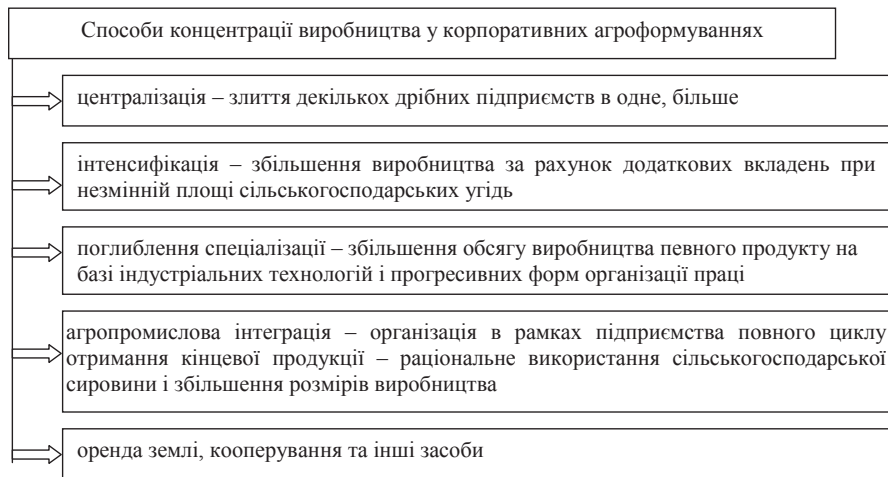 Способи концентрації виробництва у корпоративних агроформуваннях
централізація – злиття декількох дрібних підприємств в одне, більше
інтенсифікація – збільшення виробництва за рахунок додаткових вкладень при
незмінній площі сільськогосподарських угідь
поглиблення спеціалізації – збільшення обсягу виробництва певного продукту на
базі індустріальних технологій і прогресивних форм організації праці
агропромислова інтеграція – організація в рамках підприємства повного циклу
отримання кінцевої продукції – раціональне використання сільськогосподарської
сировини і збільшення розмірів виробництва
оренда землі, кооперування та інші засоби